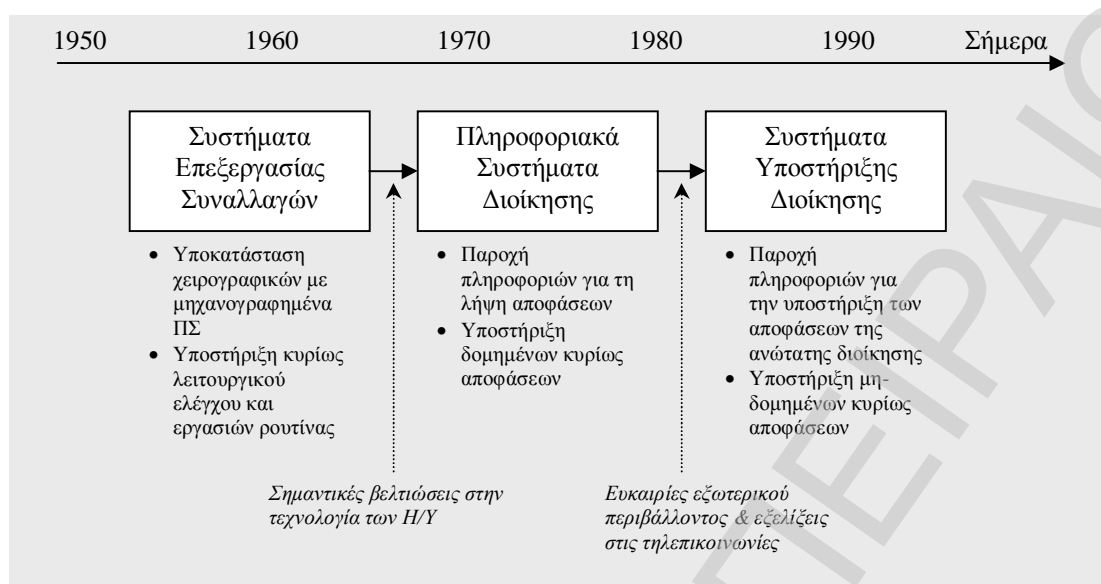 1950 1960 1970 1980 1990 Σήμερα
Συστήματα
Επεξεργασίας
Συναλλαγών
Πληροφοριακά
Συστήματα
Διοίκησης
Συστήματα
Υποστήριξης
Διοίκησης
• Υποκατάσταση
χειρογραφικών με
μηχανογραφημένα
ΠΣ
• Υποστήριξη κυρίως
λειτουργικού
ελέγχου και
εργασιών ρουτίνας
• Παροχή
πληροφοριών για τη
λήψη αποφάσεων
• Υποστήριξη
δομημένων κυρίως
αποφάσεων
• Παροχή
πληροφοριών για
την υποστήριξη των
αποφάσεων της
ανώτατης διοίκησης
• Υποστήριξη μη-
δομημένων κυρίως
αποφάσεων
Σημαντικές βελτιώσεις στην
τεχνολογία των Η/Υ
Ευκαιρίες εξωτερικού
περιβάλλοντος & εξελίξεις
στις τηλεπικοινωνίες